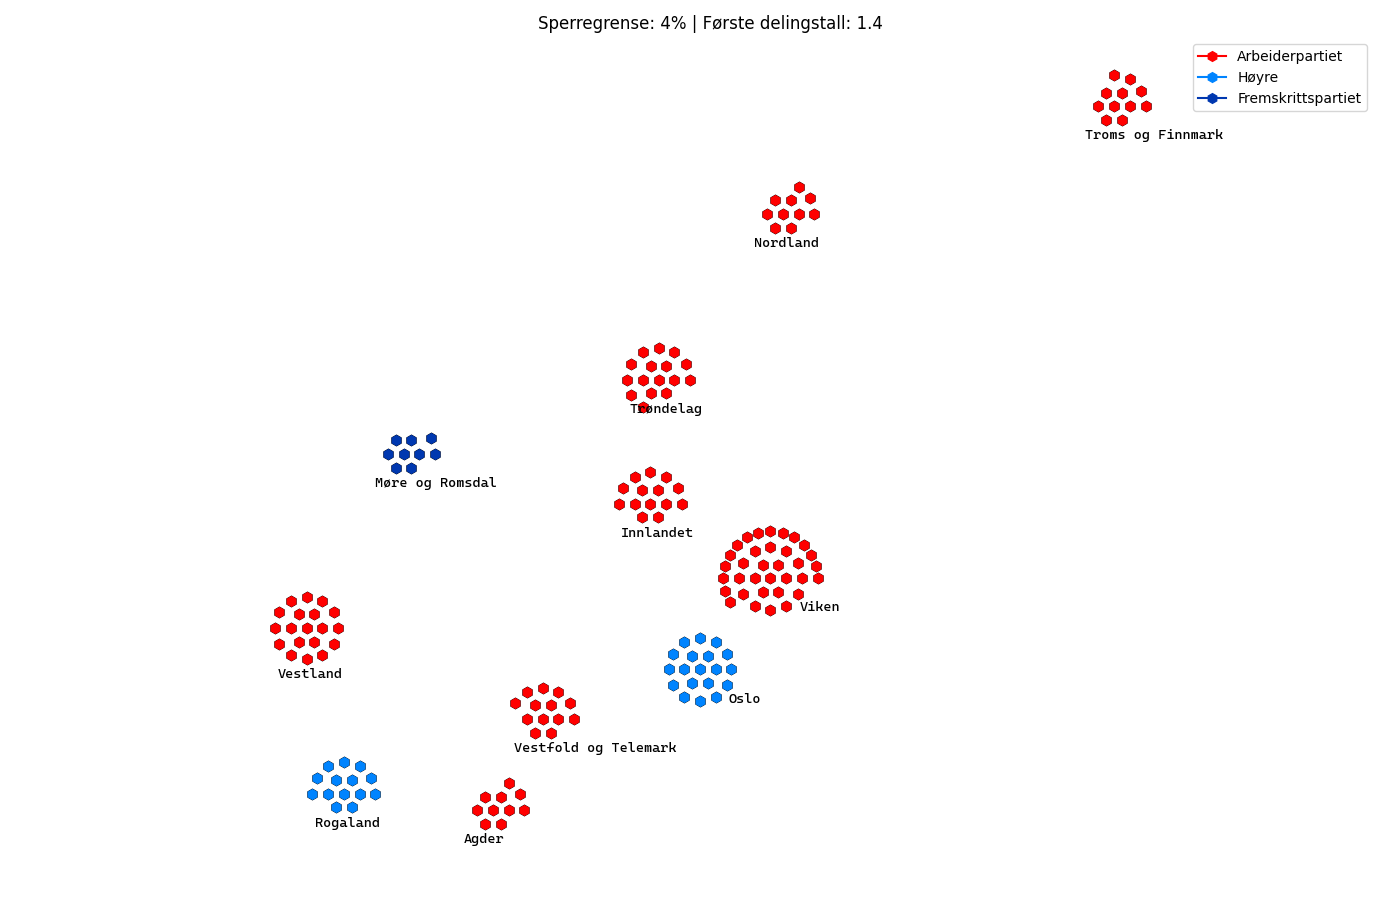 Sperregrense: 4% | Første delingstall: 1.4
Arbeiderpartiet
Høyre
Fremskrittspartiet
Troms og Finnmark
Nordland
Trøndelag
Møre og Romsdal
Innlandet
Viken
Vestland
Oslo
Vestfold og Telemark
Rogaland
Agder